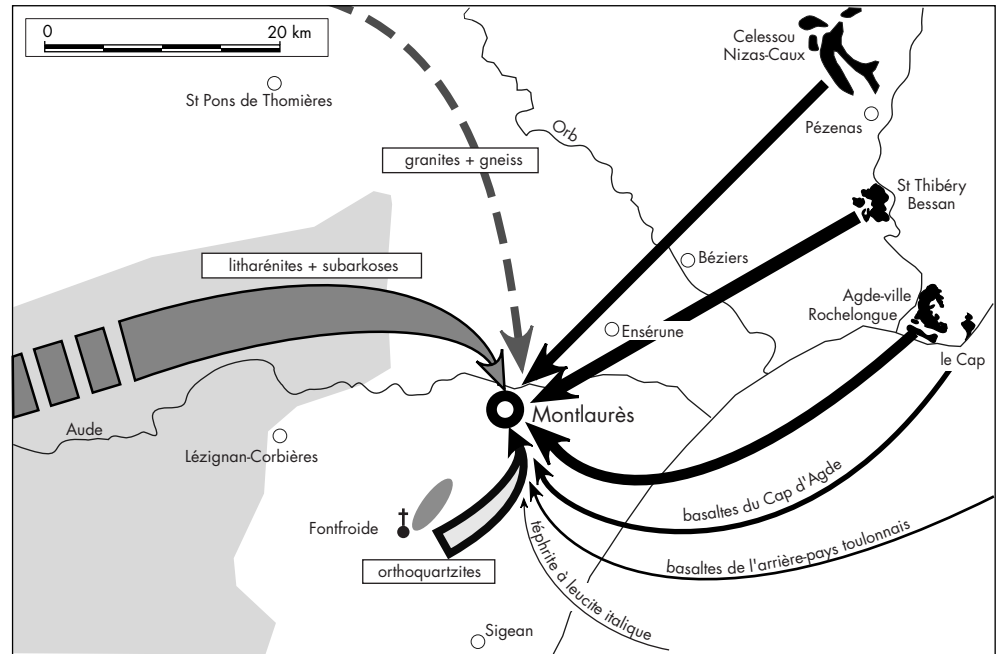 0 20 km
Celessou
Nizas-Caux
St Pons de Thomières
Pézenas
Orb
granites + gneiss
St Thibéry
Bessan
litharénites + subarkoses
Béziers
Agde-ville
Rochelongue
Ensérune
le Cap
Montlaurès
Aude
Lézignan-Corbières
basaltes du Cap d'Agde
Fontfroide
basaltes de l'arrière-pays toulonnais
téphrite à leucite italique
orthoquartzites
Sigean